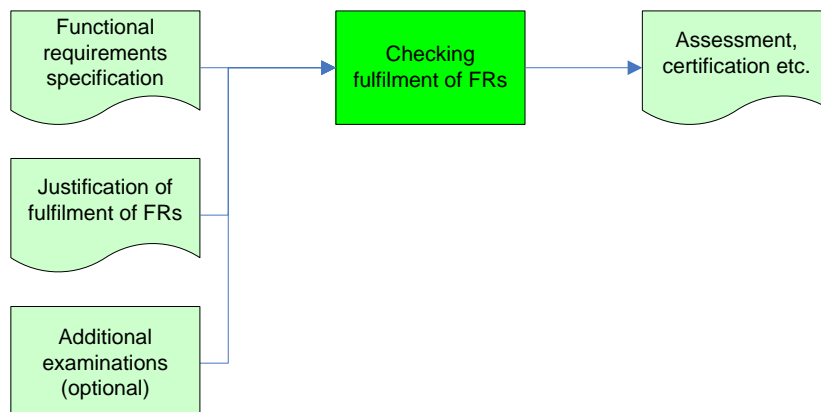 Functional
requirements
specification
Checking
fulfilment of FRs
Assessment,
certification etc.
Justification of
fulfilment of FRs
Additional
examinations
(optional)